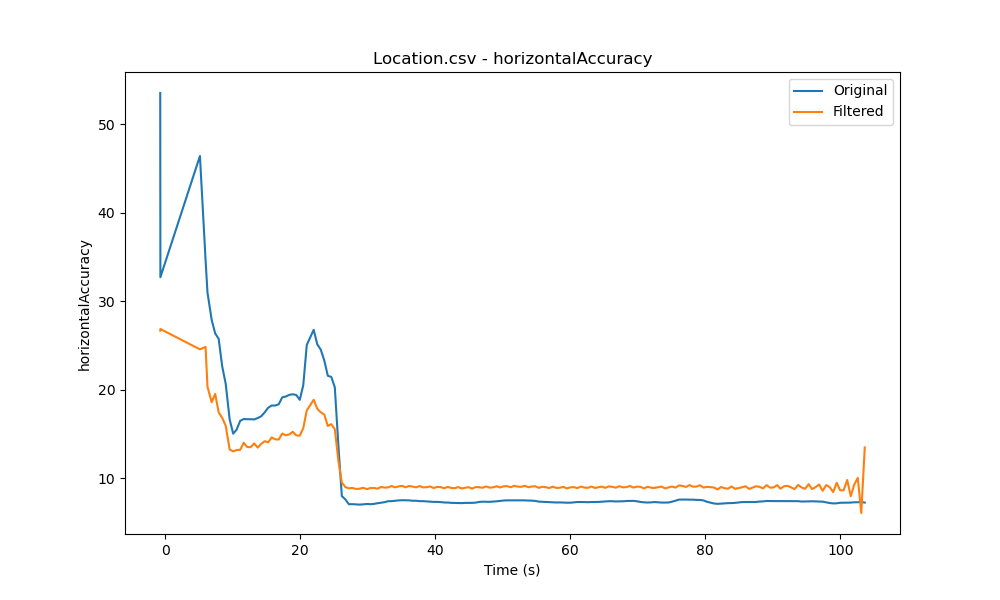 Location.csv - horizontalAccuracy
Original
Filtered
horizontalAccuracy
50
40
30
20
10
0 20 40 60 80 100
Time (s)